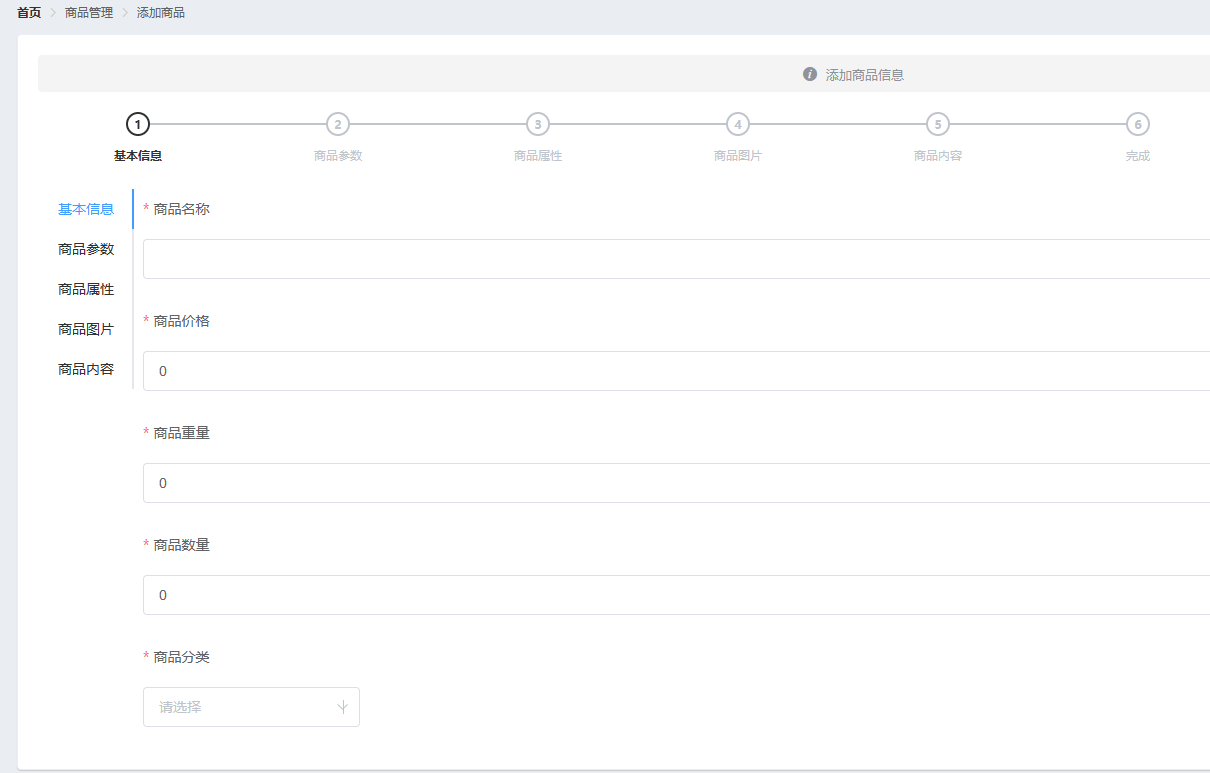 首页 商品管理 添加商品
添加商品信息
1 2 3 4 5 6
基本信息 商品参数 商品属性 商品图片 商品内容 完成
基本信息
商品参数
商品属性
商品图片
商品内容
* 商品名称
* 商品价格
0
* 商品重量
0
* 商品数量
0
* 商品分类
请选择